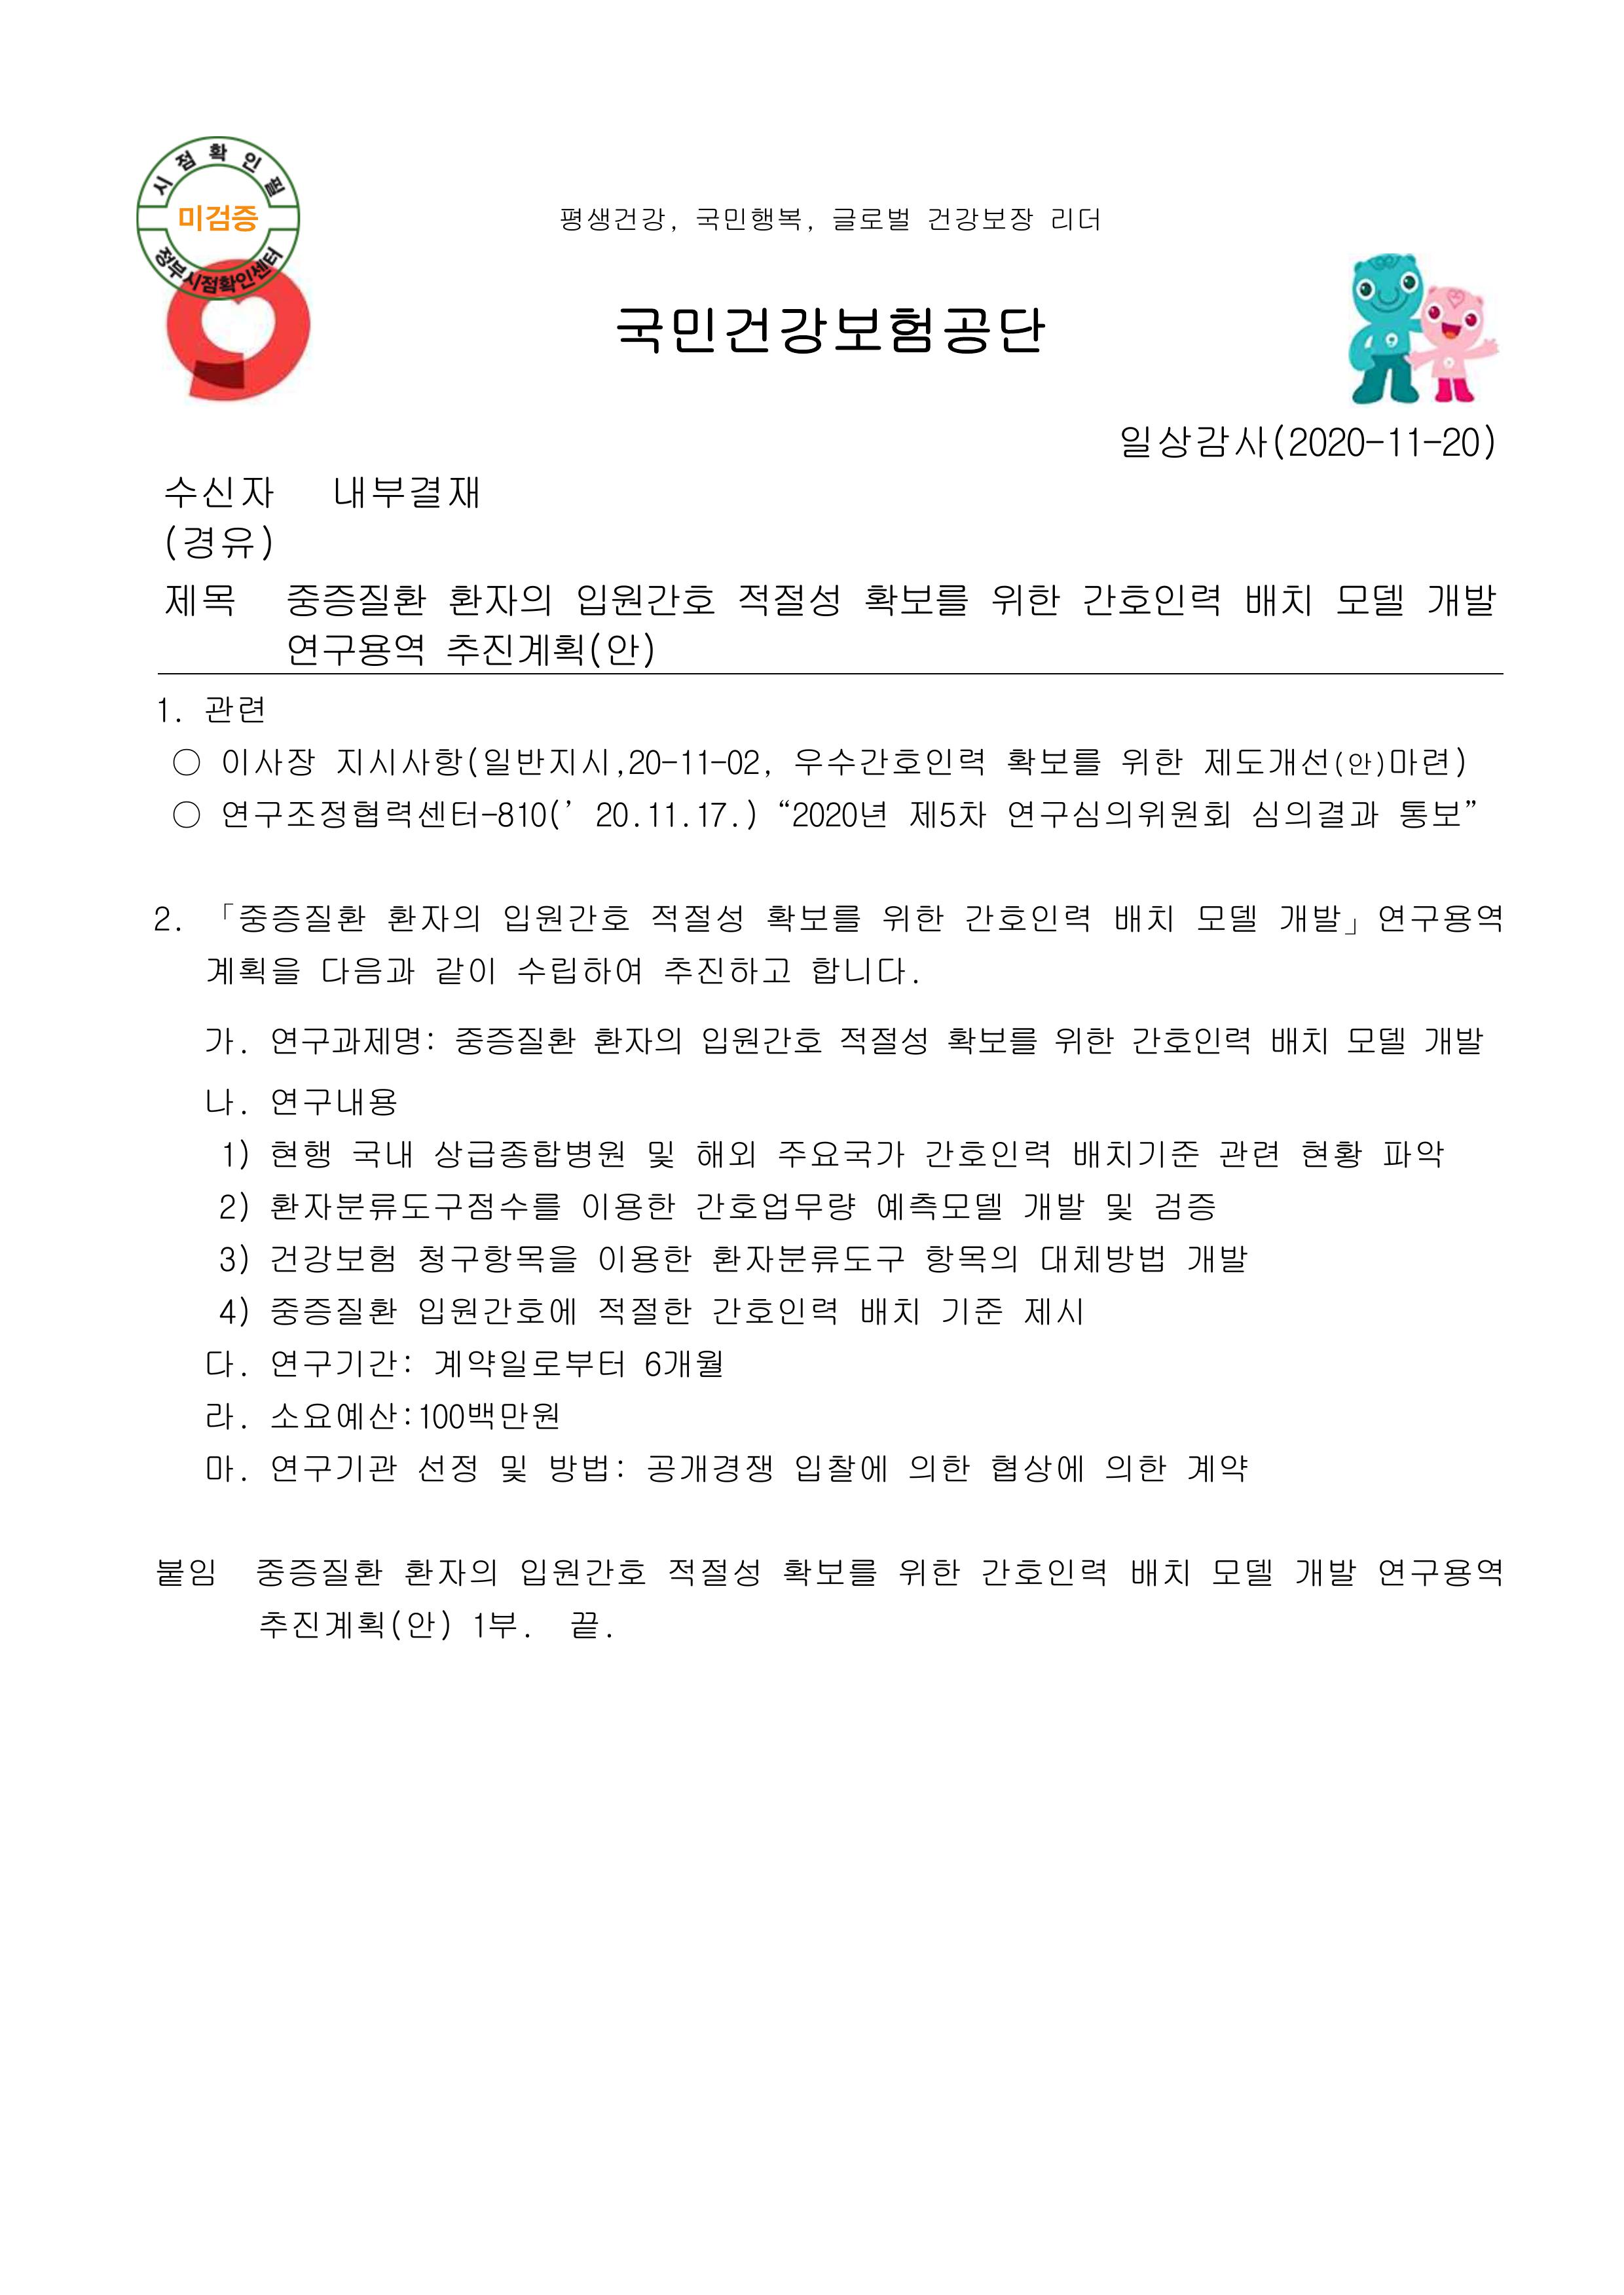 시점확인필
미검증
정부시점확인센터
평생건강, 국민행복, 글로벌 건강보장 리더
국민건강보험공단
일상감사(2020-11-20)
수신자 내부결재
(경유)
제목 중증질환 환자의 입원간호 적절성 확보를 위한 간호인력 배치 모델 개발
연구용역 추진계획(안)
1. 관련
○ 이사장 지시사항(일반지시,20-11-02, 우수간호인력 확보를 위한 제도개선(안)마련)
○ 연구조정협력센터-810(’ 20.11.17.) “2020년 제5차 연구심의위원회 심의결과 통보”
2. 「중증질환 환자의 입원간호 적절성 확보를 위한 간호인력 배치 모델 개발」연구용역
계획을 다음과 같이 수립하여 추진하고 합니다.
가. 연구과제명: 중증질환 환자의 입원간호 적절성 확보를 위한 간호인력 배치 모델 개발
나. 연구내용
1) 현행 국내 상급종합병원 및 해외 주요국가 간호인력 배치기준 관련 현황 파악
2) 환자분류도구점수를 이용한 간호업무량 예측모델 개발 및 검증
3) 건강보험 청구항목을 이용한 환자분류도구 항목의 대체방법 개발
4) 중증질환 입원간호에 적절한 간호인력 배치 기준 제시
다. 연구기간: 계약일로부터 6개월
라. 소요예산:100백만원
마. 연구기관 선정 및 방법: 공개경쟁 입찰에 의한 협상에 의한 계약
붙임 중증질환 환자의 입원간호 적절성 확보를 위한 간호인력 배치 모델 개발 연구용역
추진계획(안) 1부. 끝.